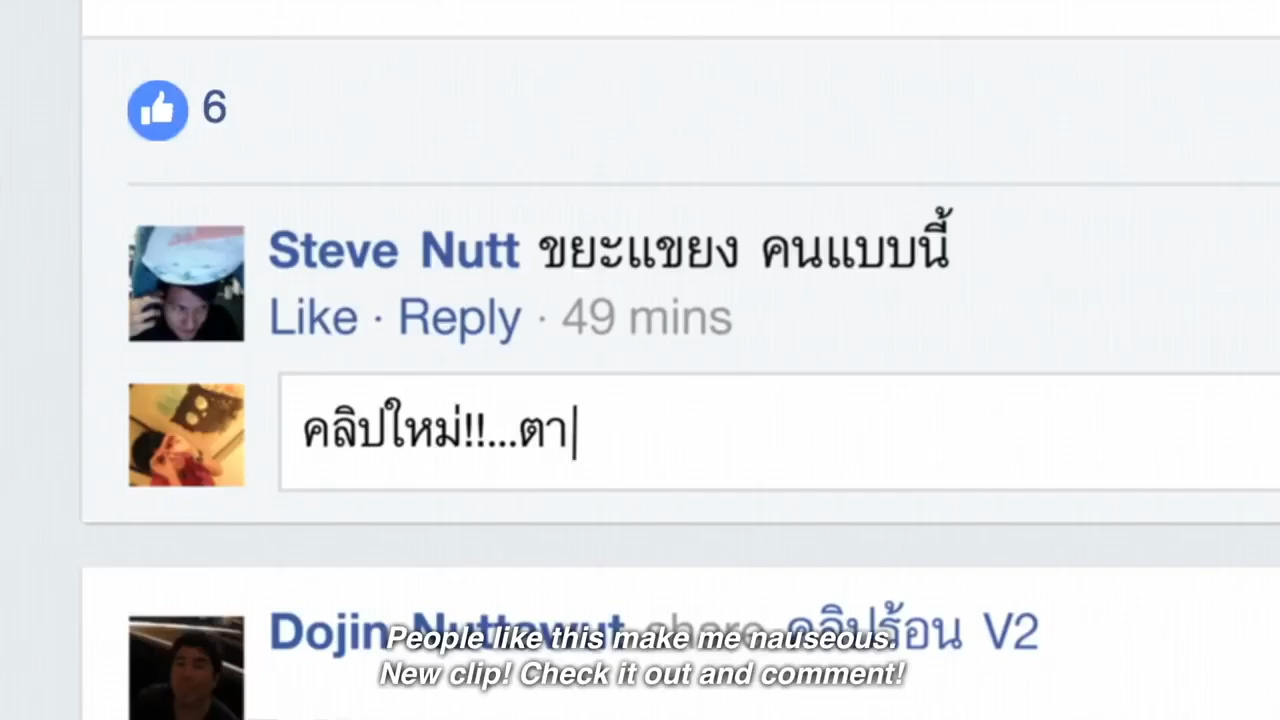 6
Steve Nutt ขยะแขยง คนแบบนี้
Like · Reply · 49 mins
คลิปใหม่!!...ตา
Dojin Nuttawut share คลิปร้อน V2
People like this make me nauseous.
New clip! Check it out and comment!